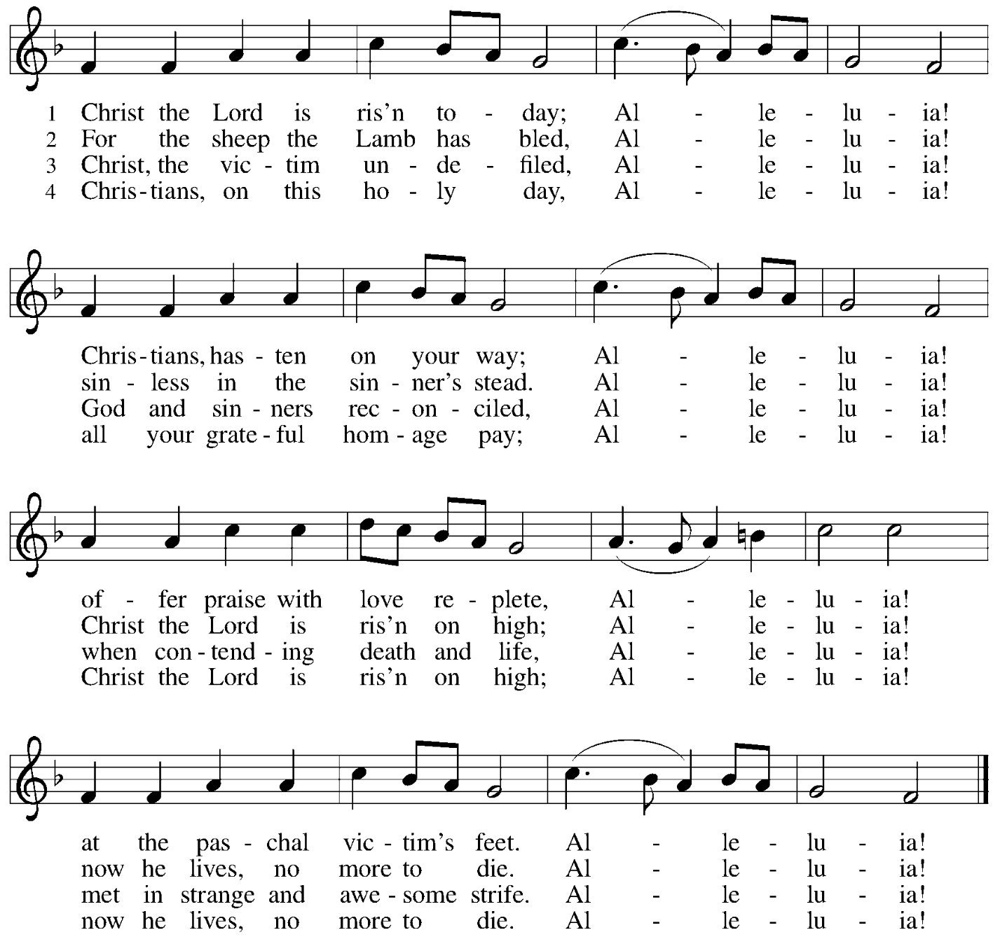 1 Christ the Lord is ris’n to - day; Al - le - lu - ia!
2 For the sheep the Lamb has bled, Al - le - lu - ia!
3 Christ, the vic - tim un - de - filed, Al - le - lu - ia!
4 Chris - tians, on this ho - ly day, Al - le - lu - ia!
Chris - tians, has - ten on your way; Al - le - lu - ia!
sin - less in the sin - ner’s stead. Al - le - lu - ia!
God and sin - ners rec - on - ciled, Al - le - lu - ia!
all your grate - ful hom - age pay; Al - le - lu - ia!
of - fer praise with love re - plete, Al - le - lu - ia!
Christ the Lord is ris’n on high; Al - le - lu - ia!
when con - tend - ing death and life, Al - le - lu - ia!
Christ the Lord is ris’n on high; Al - le - lu - ia!
at the pas - chal vic - tim’s feet. Al - le - lu - ia!
now he lives, no more to die. Al - le - lu - ia!
met in strange and awe - some strife. Al - le - lu - ia!
now he lives, no more to die. Al - le - lu - ia!